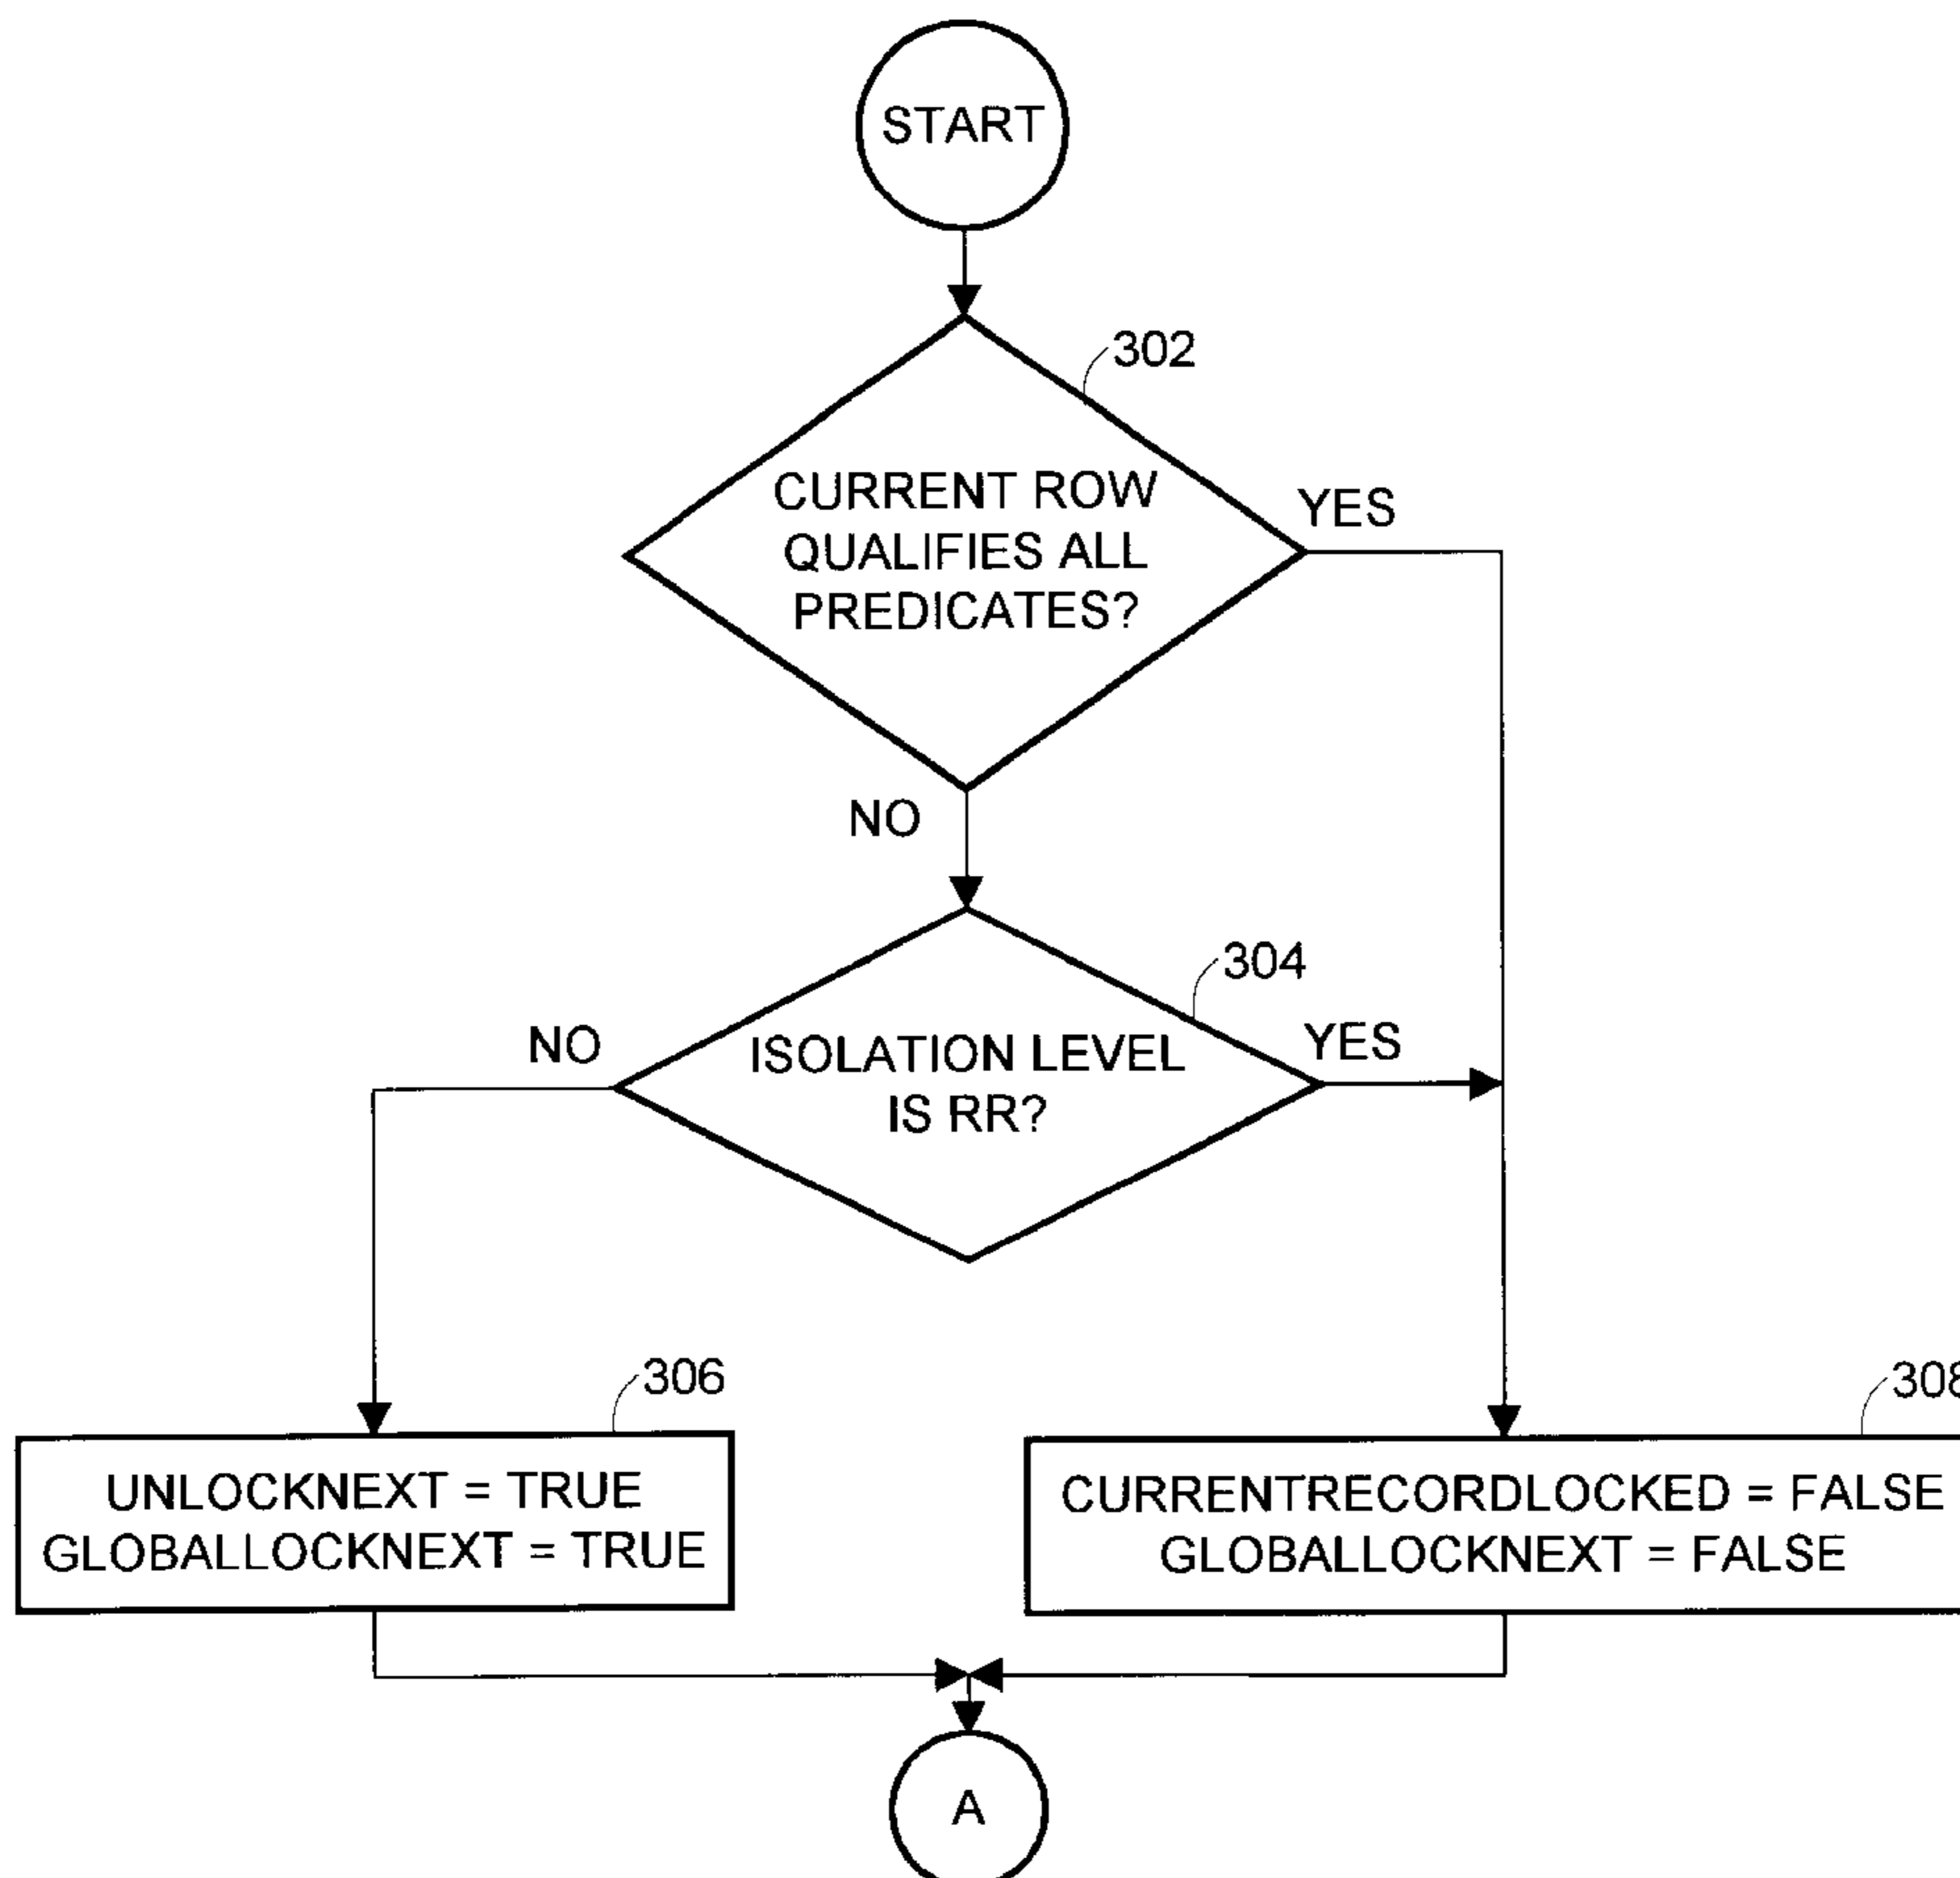 START
302
CURRENT ROW
QUALIFIES ALL
PREDICATES?
YES
NO
304
NO
ISOLATION LEVEL
IS RR?
YES
306
308
UNLOCKNEXT = TRUE
GLOBALLOCKNEXT = TRUE
CURRENTRECORDLOCKED = FALSE
GLOBALLOCKNEXT = FALSE
A